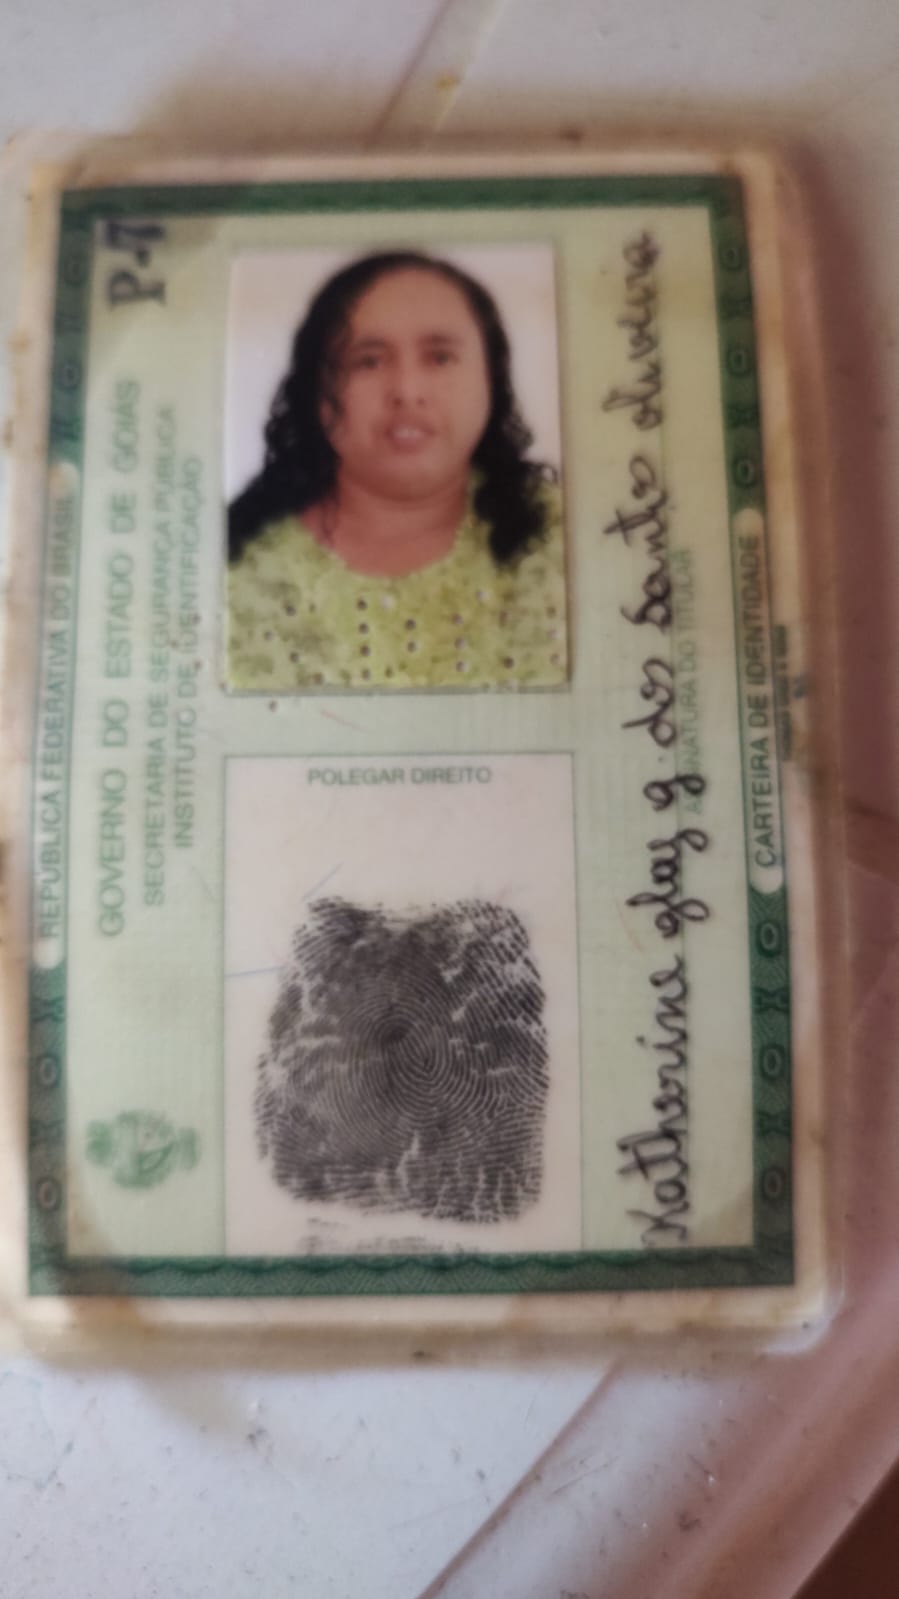 REPÚBLICA FEDERATIVA DO BRASIL
P-7
GOVERNO DO ESTADO DE GOIÁS
SECRETARIA DE SEGURANÇA PÚBLICA
INSTITUTO DE IDENTIFICAÇÃO
POLEGAR DIREITO
Katherine glay g. dos Santos oliveira
ASSINATURA DO TITULAR
CARTEIRA DE IDENTIDADE